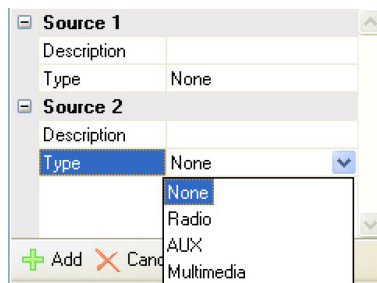 Source 1
Description
Type None
Source 2
Description
Type None
None
Radio
AUX
Add Canc
Multimedia